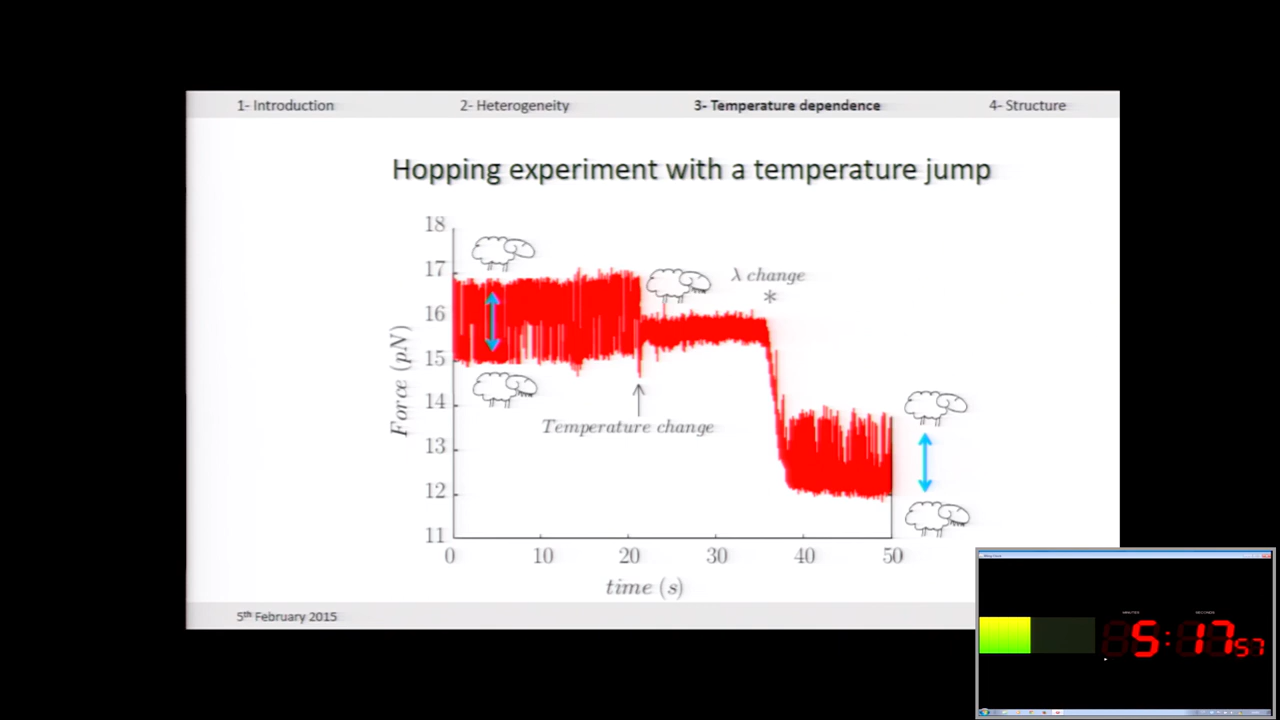 1- Introduction
2- Heterogeneity
3- Temperature dependence
4- Structure
Hopping experiment with a temperature jump
18
17
16
15
14
13
12
11
Force (pN)
λ change
*
Temperature change
0 10 20 30 40 50
time (s)
5th February 2015
MINUTES SECONDS
5:17 57